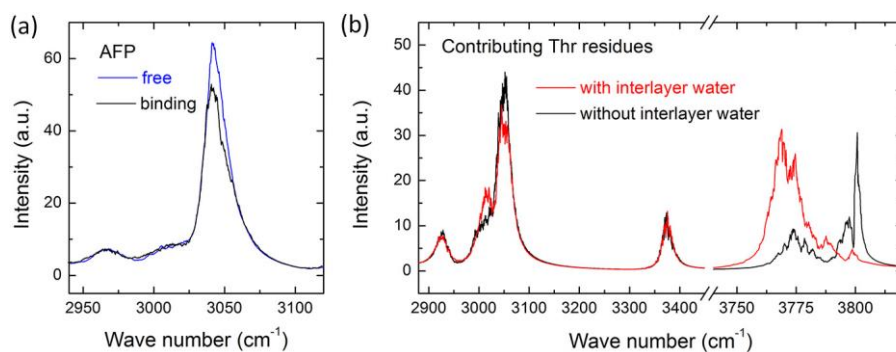 (a)
AFP
free
binding
Intensity (a.u.)
60
40
20
0
2950 3000 3050 3100
Wave number (cm-1)
(b)
Contributing Thr residues
with interlayer water
without interlayer water
Intensity (a.u.)
50
40
30
20
10
0
2900 3000 3100 3200 3300 3400 3750 3775 3800
Wave number (cm-1)